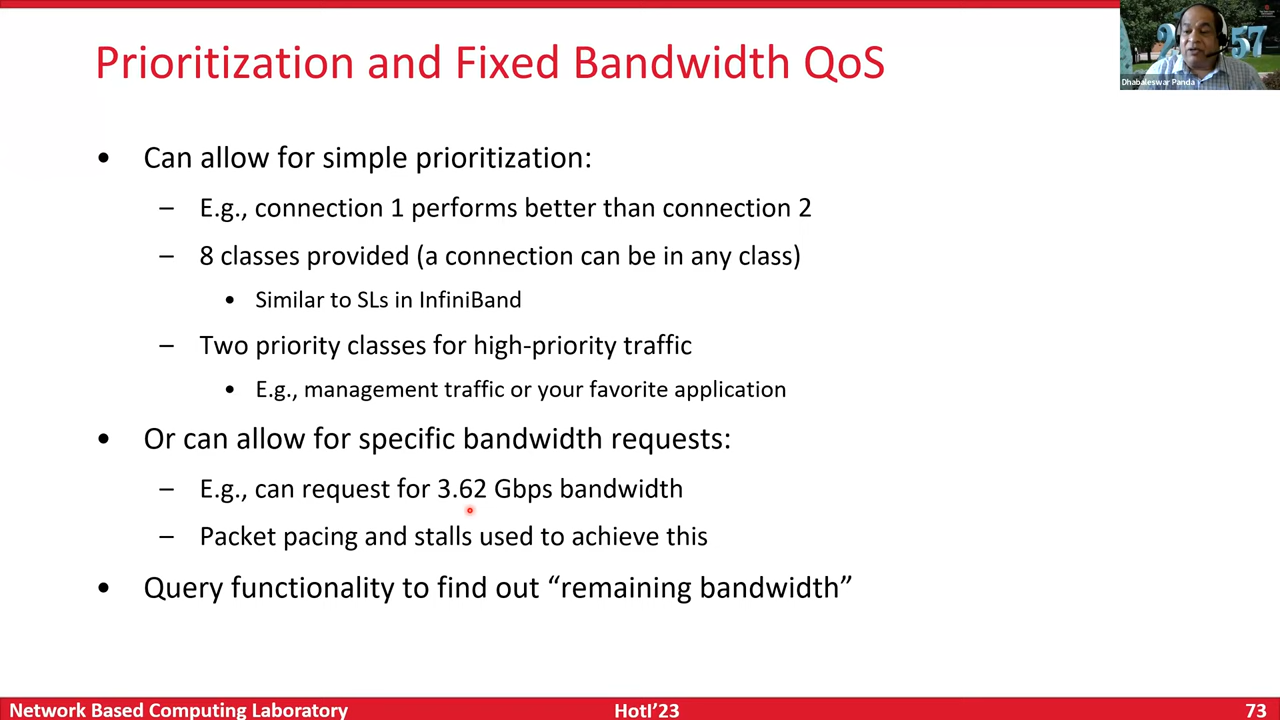 Prioritization and Fixed Bandwidth QoS
2 57
Dhabaleswar Panda
• Can allow for simple prioritization:
– E.g., connection 1 performs better than connection 2
– 8 classes provided (a connection can be in any class)
• Similar to SLs in InfiniBand
– Two priority classes for high-priority traffic
• E.g., management traffic or your favorite application
• Or can allow for specific bandwidth requests:
– E.g., can request for 3.62 Gbps bandwidth
– Packet pacing and stalls used to achieve this
• Query functionality to find out “remaining bandwidth”
Network Based Computing Laboratory
HotI’23
73